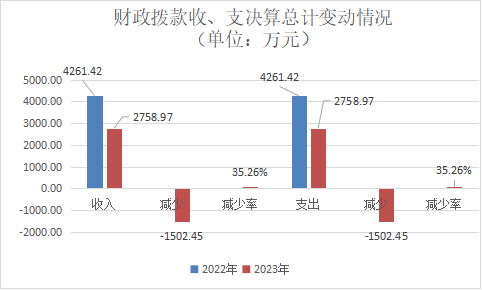 财政拨款收、支决算总计变动情况
（单位：万元）
5000.00
4000.00
3000.00
2000.00
1000.00
0.00
-1000.00
-2000.00
4261.42
2758.97
-1502.45
35.26%
4261.42
2758.97
-1502.45
35.26%
收入
减少
减少率
支出
减少
减少率
2022年
2023年